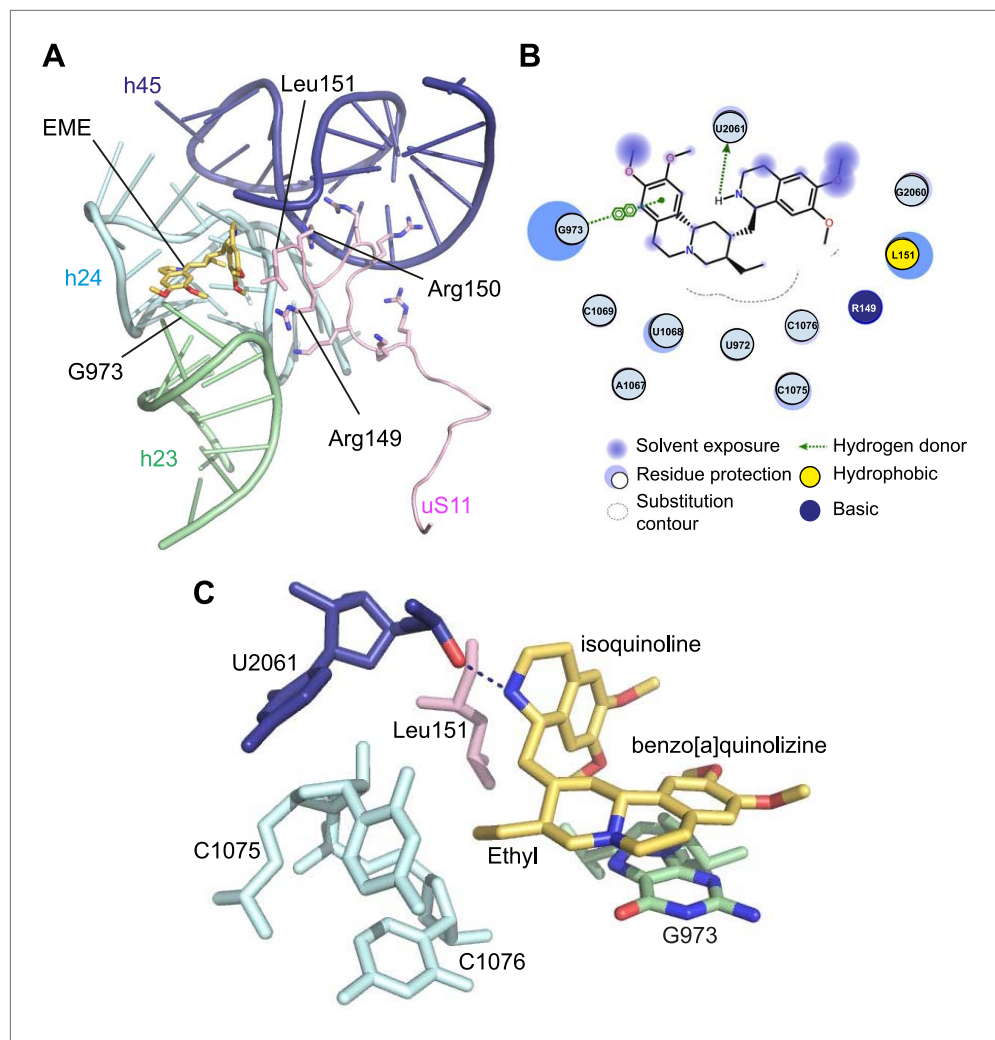 A
h45
Leu151
EME
h24
Arg150
G973
Arg149
h23
uS11
B
U2061
O
O
H
N
O
G2060
G973
O
N
L151
R149
C1069
U1068
U972
C1076
A1067
C1075
Solvent exposure
Hydrogen donor
Residue protection
Hydrophobic
Substitution
contour
Basic
C
U2061
isoquinoline
Leu151
benzo[a]quinolizine
Ethyl
C1075
G973
C1076